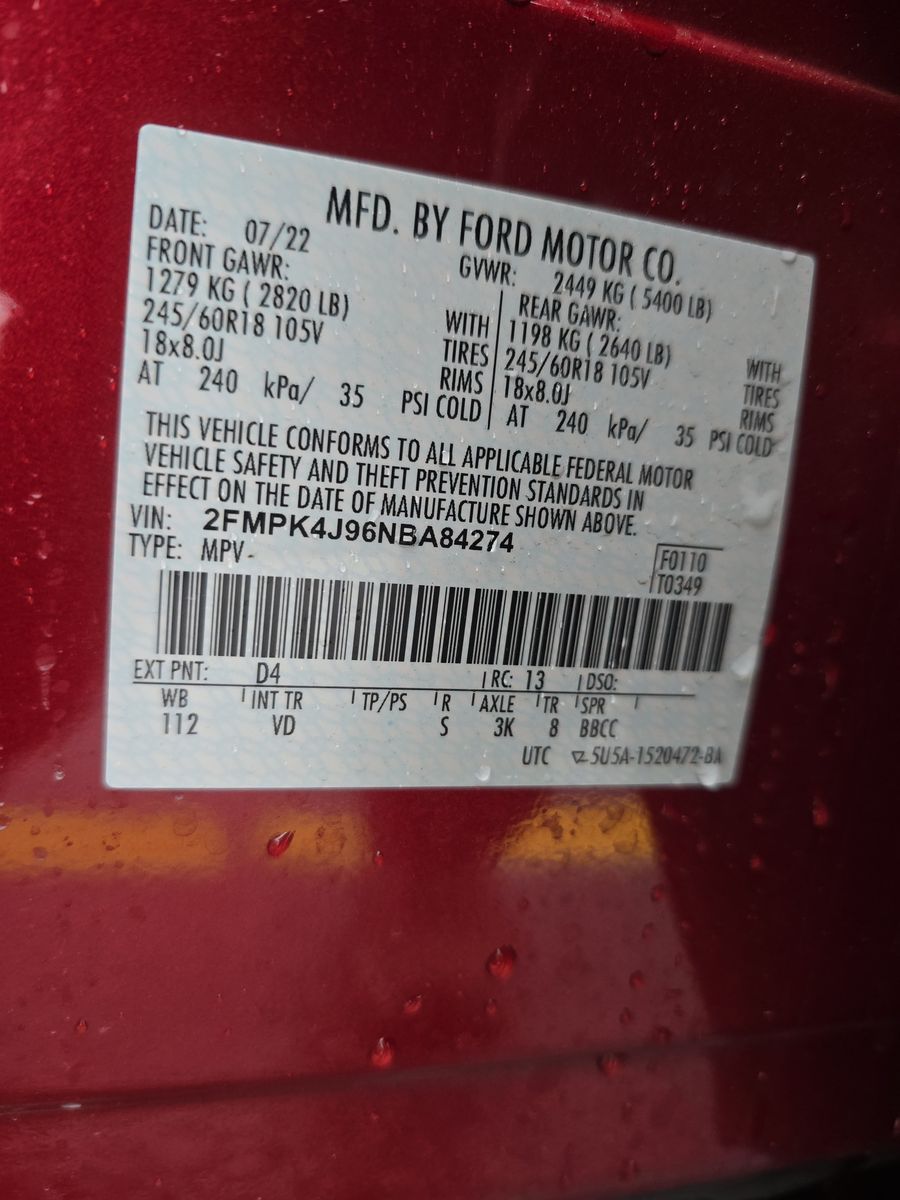 MFD. BY FORD MOTOR CO.
DATE: 07/22 GVWR: 2449 KG ( 5400 LB)
FRONT GAWR: REAR GAWR:
1279 KG ( 2820 LB) WITH 1198 KG ( 2640 LB) WITH
245/60R18 105V TIRES 245/60R18 105V TIRES
18x8.0J RIMS 18x8.0J RIMS
AT 240 kPa/ 35 PSI COLD AT 240 kPa/ 35 PSI COLD
THIS VEHICLE CONFORMS TO ALL APPLICABLE FEDERAL MOTOR
VEHICLE SAFETY AND THEFT PREVENTION STANDARDS IN
EFFECT ON THE DATE OF MANUFACTURE SHOWN ABOVE.
VIN: 2FMPK4J96NBA84274
TYPE: MPV
F0110
T0349
EXT PNT: D4 RC: 13 DSO:
WB INT TR TP/PS R AXLE TR SPR
112 VD S 3K 8 BBCC
UTC 5U5A-1520472-BA